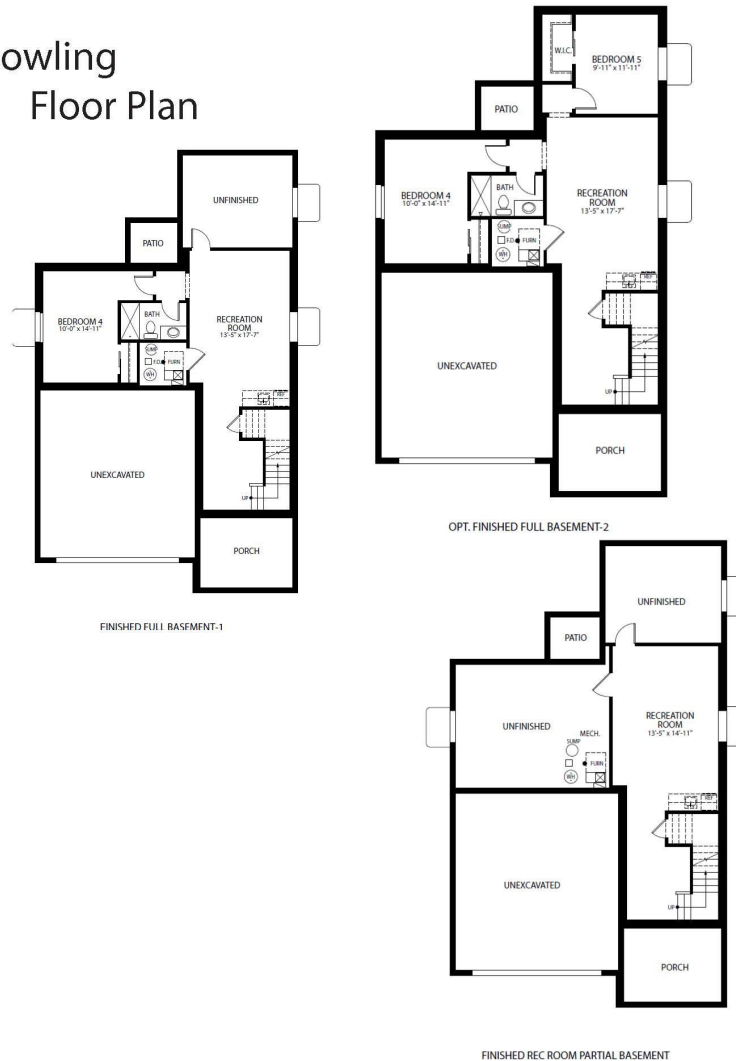 owling
Floor Plan
UNFINISHED
PATIO
BEDROOM 4
10'-0" x 14'-11"
BATH
RECREATION
ROOM
13'-5" x 17'-7"
SUMP
F.D.
FURN
WH
REF
UNEXCAVATED
UP
PORCH
FINISHED FULL BASEMENT-1
W.I.C.
BEDROOM 5
9'-11" x 11'-11"
PATIO
BEDROOM 4
10'-0" x 14'-11"
BATH
RECREATION
ROOM
13'-5" x 17'-7"
SUMP
F.D.
FURN
WH
REF
UNEXCAVATED
UP
PORCH
OPT. FINISHED FULL BASEMENT-2
UNFINISHED
PATIO
UNFINISHED
MECH.
SUMP
FURN
WH
RECREATION
ROOM
13'-5" x 14'-11"
REF
UNEXCAVATED
UP
PORCH
FINISHED REC ROOM PARTIAL BASEMENT